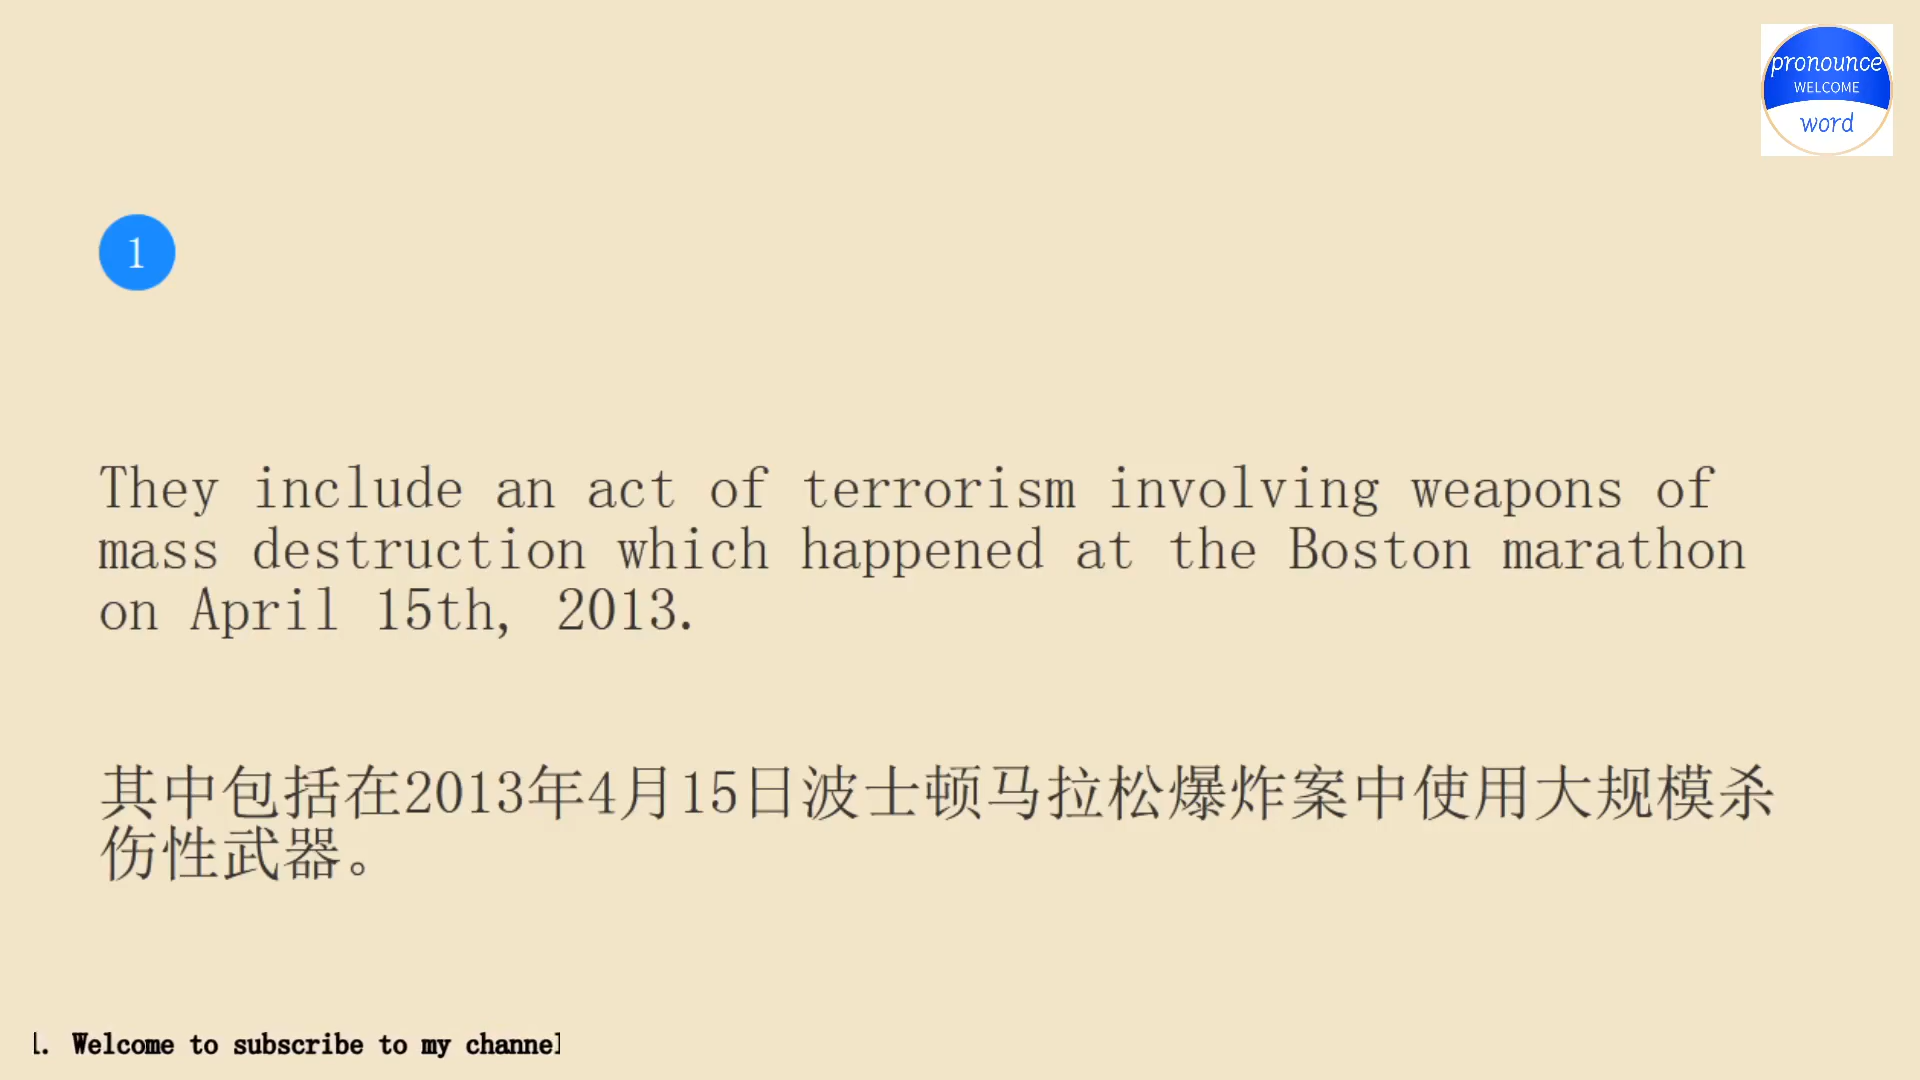 pronounce
WELCOME
word
1
They include an act of terrorism involving weapons of
mass destruction which happened at the Boston marathon
on April 15th, 2013.
其中包括在2013年4月15日波士顿马拉松爆炸案中使用大规模杀
伤性武器。
l. Welcome to subscribe to my channel